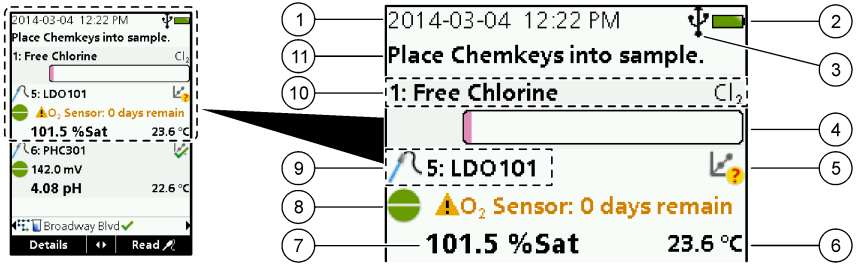 2014-03-04 12:22 PM
Place Chemkeys into sample.
1: Free Chlorine Cl2
5: LDO101
O2 Sensor: 0 days remain
101.5 %Sat 23.6 °C
6: PHC301
142.0 mV
4.08 pH 22.6 °C
Broadway Blvd
Details Read
1 2014-03-04 12:22 PM 2
11 Place Chemkeys into sample. 3
10 1: Free Chlorine Cl2
4
9 5: LDO101 ? 5
8 O2 Sensor: 0 days remain
7 101.5 %Sat 23.6 °C 6